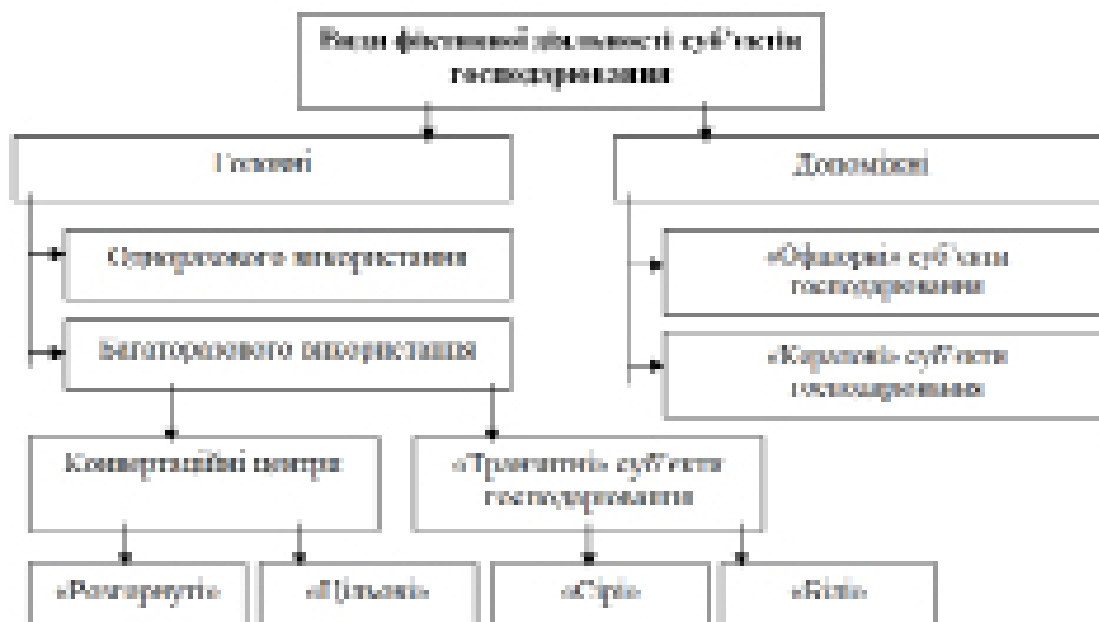 Види фіктивної діяльності суб'єктів
господарювання
Головні
Допоміжні
Одноразового використання
«Офшорні» суб'єкти
господарювання
Багаторазового використання
суб'єкти
господарювання
Конвертаційні центри
«Транзитні» суб'єкти
господарювання
«Розгорнуті»
«Сірі»
«Білі»